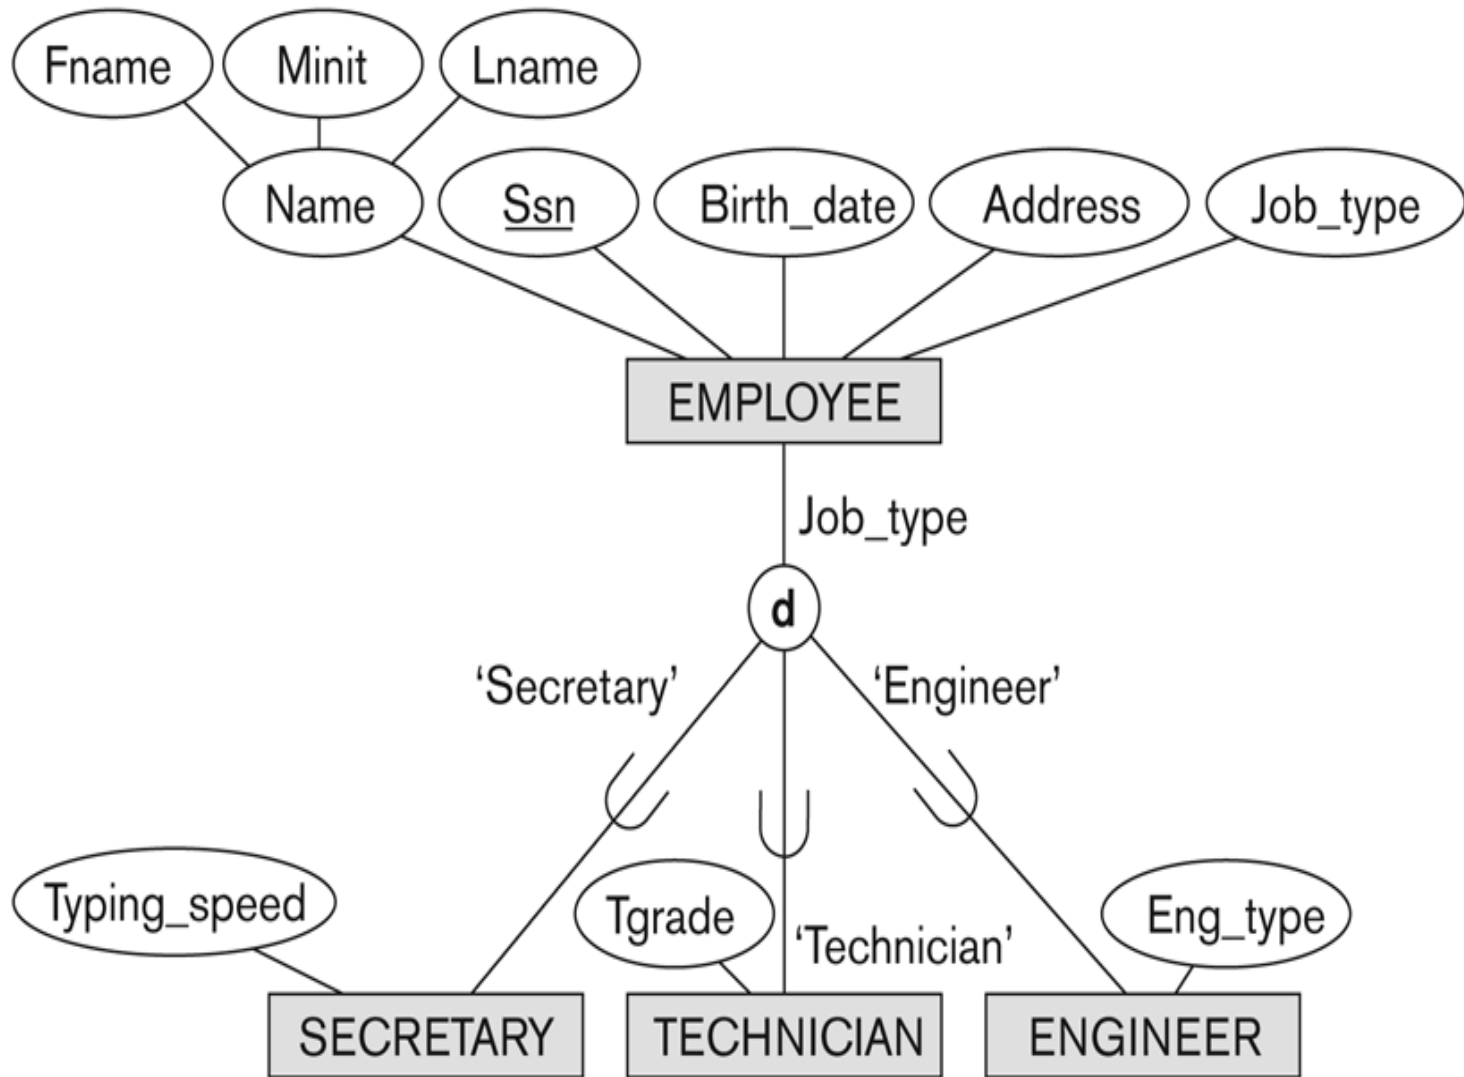 Fname
Minit
Lname
Name
Ssn
Birth_date
Address
Job_type
EMPLOYEE
Job_type
d
‘Secretary’
‘Engineer’
Typing_speed
Tgrade
‘Technician’
Eng_type
SECRETARY
TECHNICIAN
ENGINEER